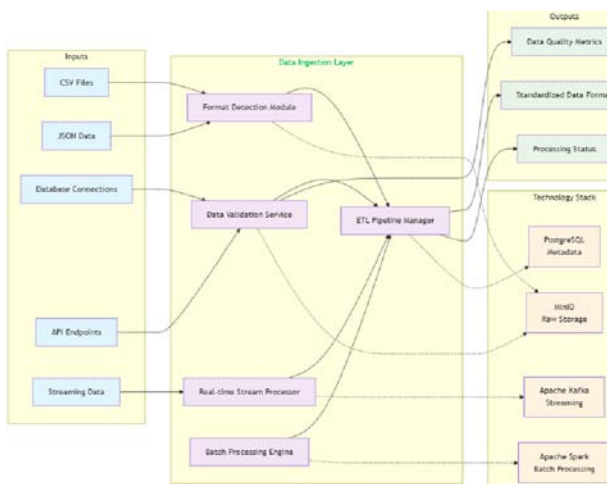 Inputs
CSV Files
JSON Data
Database Connections
API Endpoints
Streaming Data
Data Ingestion Layer
Format Detection Module
Data Validation Service
ETL Pipeline Manager
Real-time Stream Processor
Batch Processing Engine
Outputs
Data Quality Metrics
Standardized Data Format
Processing Status
Technology Stack
PostgreSQL
Metadata
MinIO
Raw Storage
Apache Kafka
Streaming
Apache Spark
Batch Processing